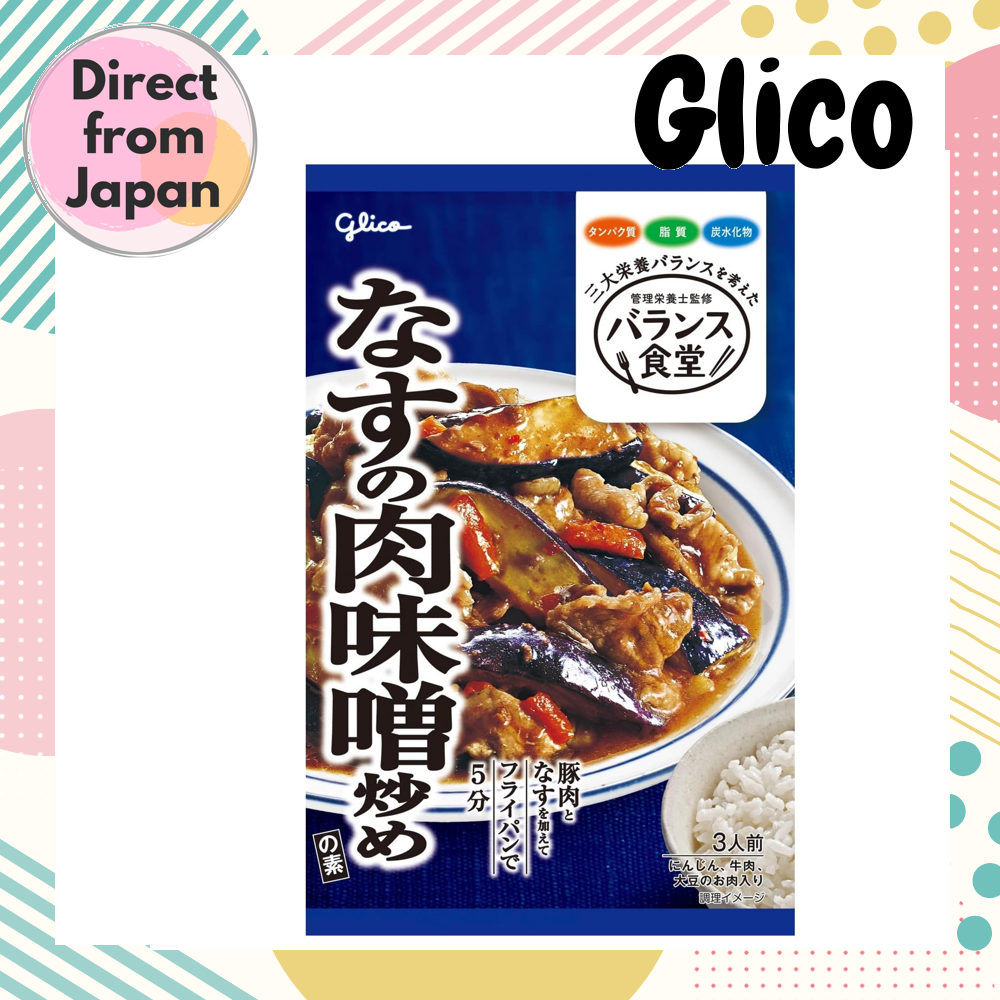 Direct
from
Japan
Glico
Glico
タンパク質
脂質
炭水化物
三大栄養バランスを考えた
管理栄養士監修
バランス
食堂
なすの肉味噌炒め
の素
豚肉と
なすを加えて
フライパンで
5分
3人前
にんじん、牛肉、
大豆のお肉入り
調理イメージ